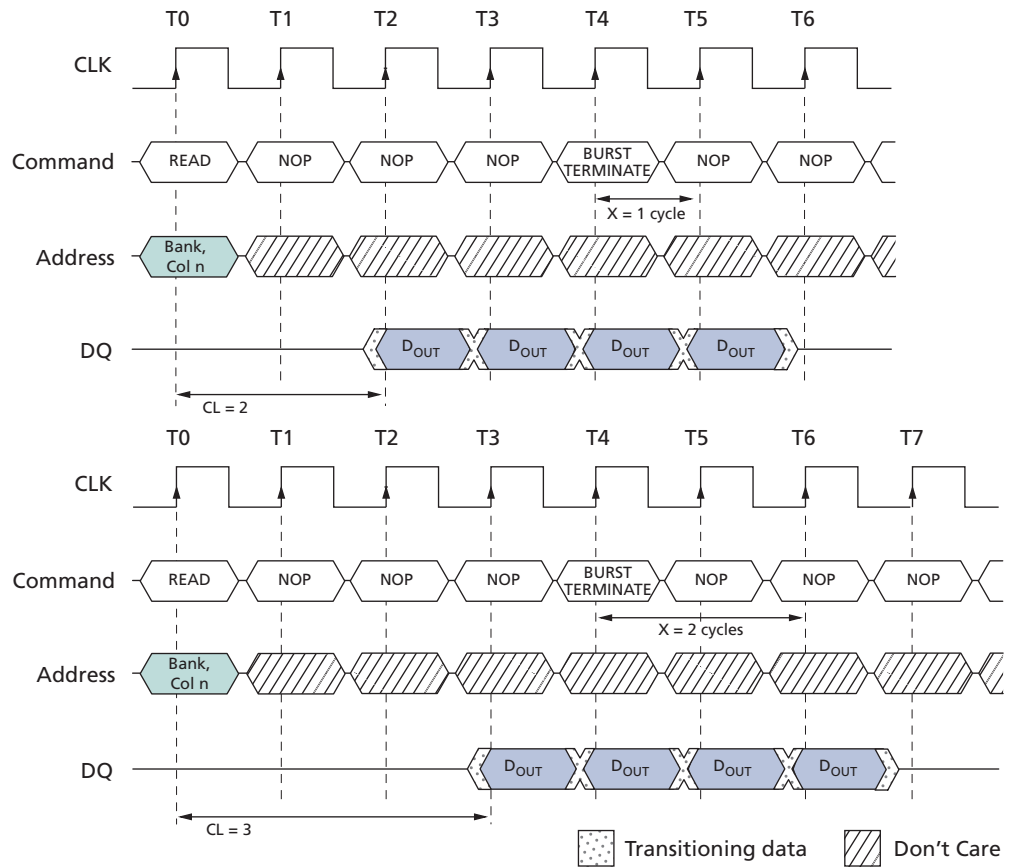 T0 T1 T2 T3 T4 T5 T6
CLK
Command READ NOP NOP NOP BURST TERMINATE NOP NOP
X = 1 cycle
Address Bank, Col n
DQ DOUT DOUT DOUT DOUT
CL = 2
T0 T1 T2 T3 T4 T5 T6 T7
CLK
Command READ NOP NOP NOP BURST TERMINATE NOP NOP NOP
X = 2 cycles
Address Bank, Col n
DQ DOUT DOUT DOUT DOUT
CL = 3
Transitioning data Don't Care